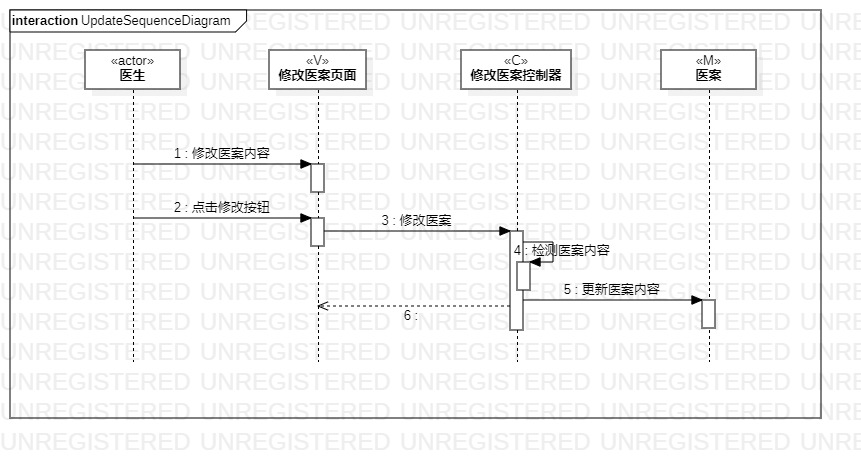 interaction UpdateSequenceDiagram
«actor»
医生
«V»
修改医案页面
«C»
修改医案控制器
«M»
医案
1 : 修改医案内容
2 : 点击修改按钮
3 : 修改医案
4 : 检测医案内容
5 : 更新医案内容
6 :
UNREGISTERED UNREGISTERED UNREGISTERED UNREGISTERED UNREGISTERED